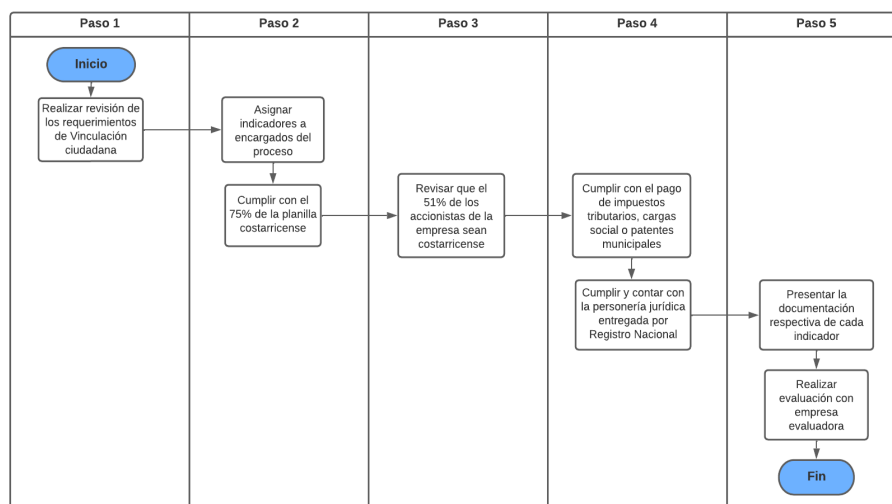 Paso 1
Paso 2
Paso 3
Paso 4
Paso 5
Inicio
Realizar revisión de
los requerimientos
de Vinculación
ciudadana
Asignar
indicadores a
encargados del
proceso
Cumplir con el
75% de la planilla
costarricense
Revisar que el
51% de los
accionistas de la
empresa sean
costarricense
Cumplir con el pago
de impuestos
tributarios, cargas
social o patentes
municipales
Cumplir y contar con
la personería jurídica
entregada por
Registro Nacional
Presentar la
documentación
respectiva de cada
indicador
Realizar
evaluación con
empresa
evaluadora
Fin